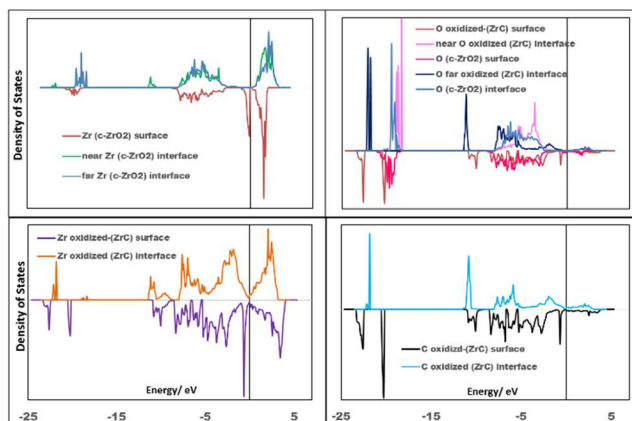 Density of States
Zr (c-ZrO2) surface
near Zr (c-ZrO2) interface
far Zr (c-ZrO2) interface
O oxidized-(ZrC) surface
near O oxidized (ZrC) interface
O (c-ZrO2) surface
O far oxidized (ZrC) interface
O (c-ZrO2) interface
Density of States
Zr oxidized-(ZrC) surface
Zr oxidized (ZrC) interface
Energy/ eV
-25 -15 -5 5
C oxidizd-(ZrC) surface
C oxidized (ZrC) interface
Energy/ eV
-25 -15 -5 5